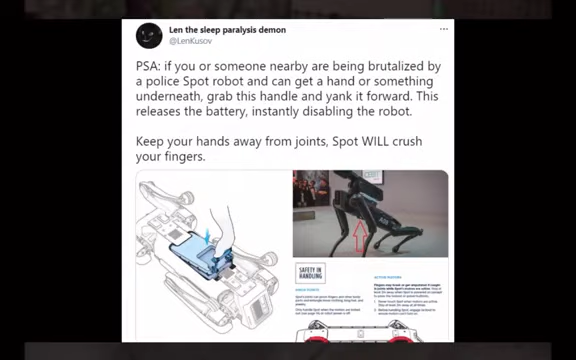 Len the sleep paralysis demon
@LenKusov
PSA: if you or someone nearby are being brutalized by
a police Spot robot and can get a hand or something
underneath, grab this handle and yank it forward. This
releases the battery, instantly disabling the robot.
Keep your hands away from joints, Spot WILL crush
your fingers.
SAFETY IN
HANDLING